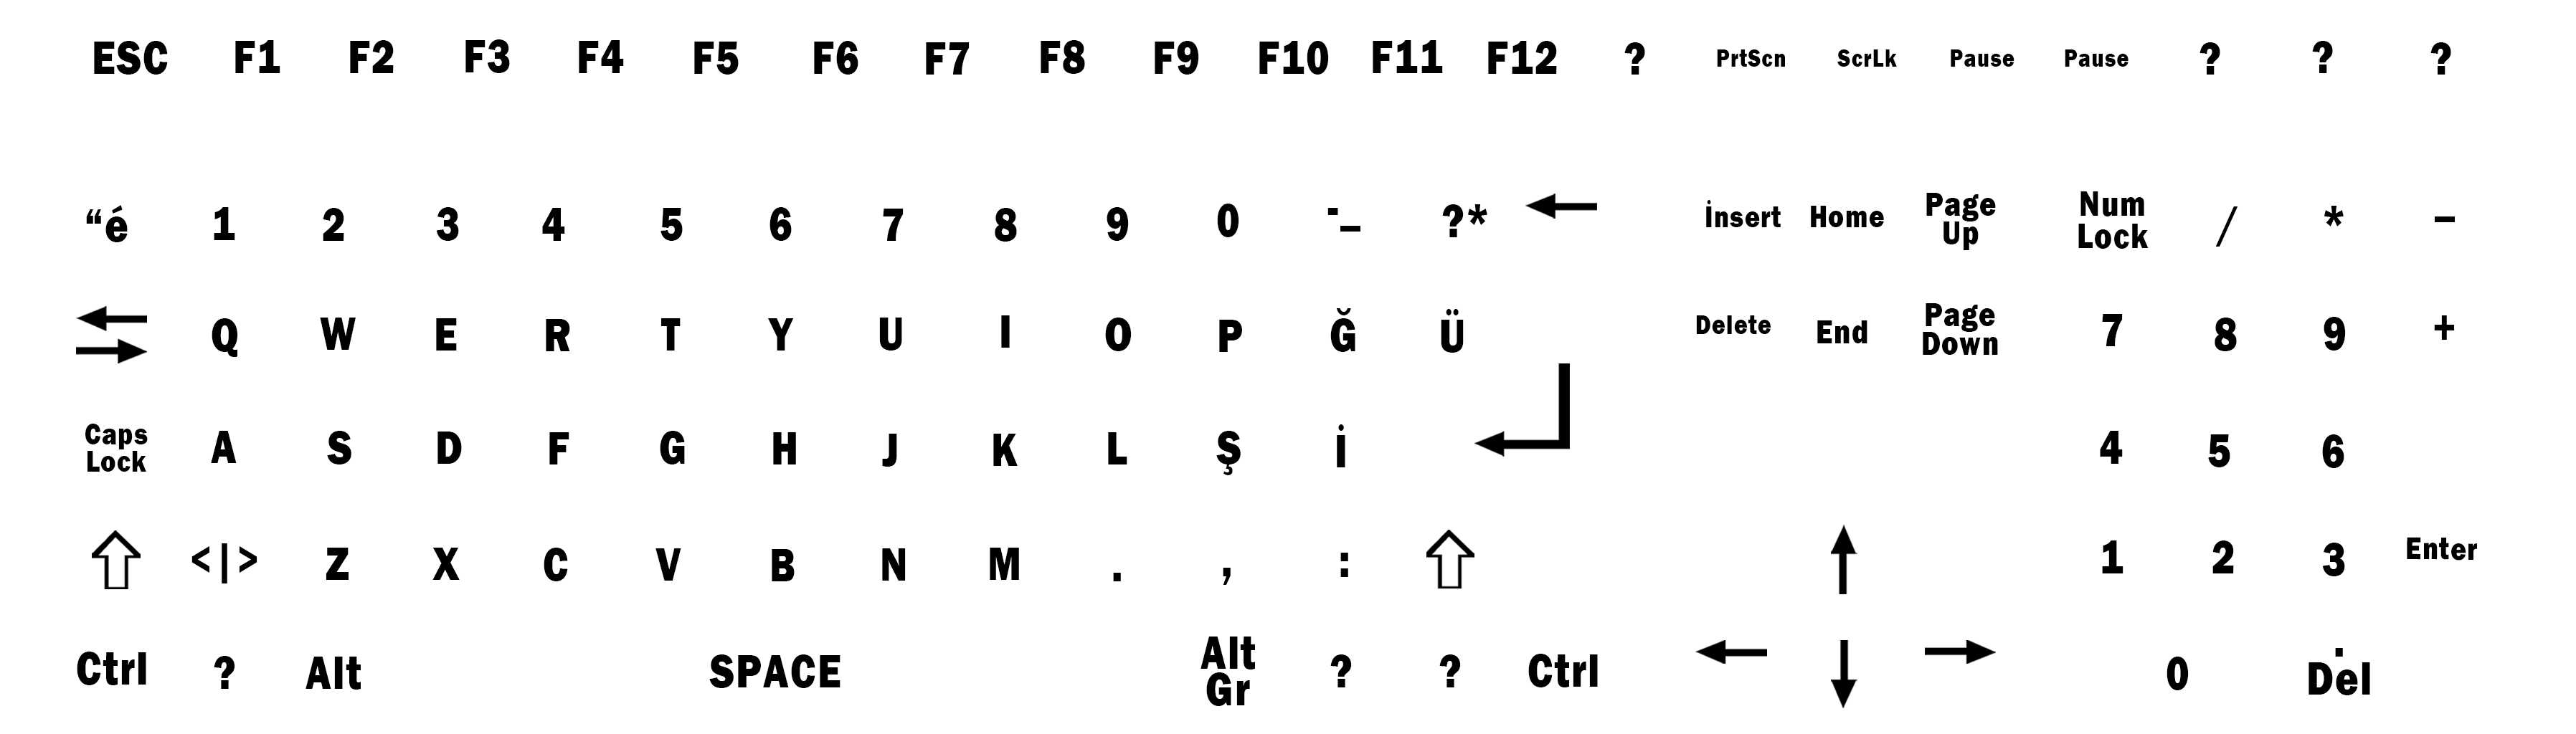 ESC F1 F2 F3 F4 F5 F6 F7 F8 F9 F10 F11 F12 ? PrtScn ScrLk Pause Pause ? ? ?
“é 1 2 3 4 5 6 7 8 9 0 -_ ?* ← İnsert Home Page Up Num Lock / * –
Q W E R T Y U I O P Ğ Ü Delete End Page Down 7 8 9 +
Caps Lock A S D F G H J K L Ş İ 4 5 6
<|> Z X C V B N M . , : 1 2 3 Enter
Ctrl ? Alt SPACE Alt Gr ? ? Ctrl 0 . Del